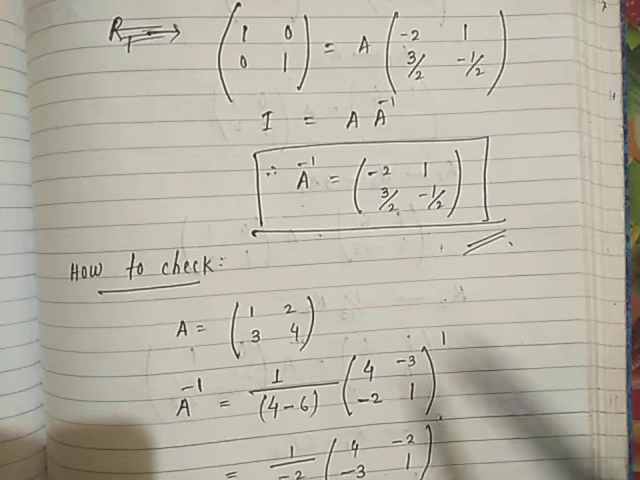 R_T ⟹ ( 1 0 ; 0 1 ) = A ( -2 1 ; 3/2 -1/2 )
I = A A⁻¹
∴ A⁻¹ = ( -2 1 ; 3/2 -1/2 )
How to check:
A = ( 1 2 ; 3 4 )
A⁻¹ = 1/(4-6) ( 4 -3 ; -2 1 )'
= 1/-2 ( 4 -2 ; -3 1 )